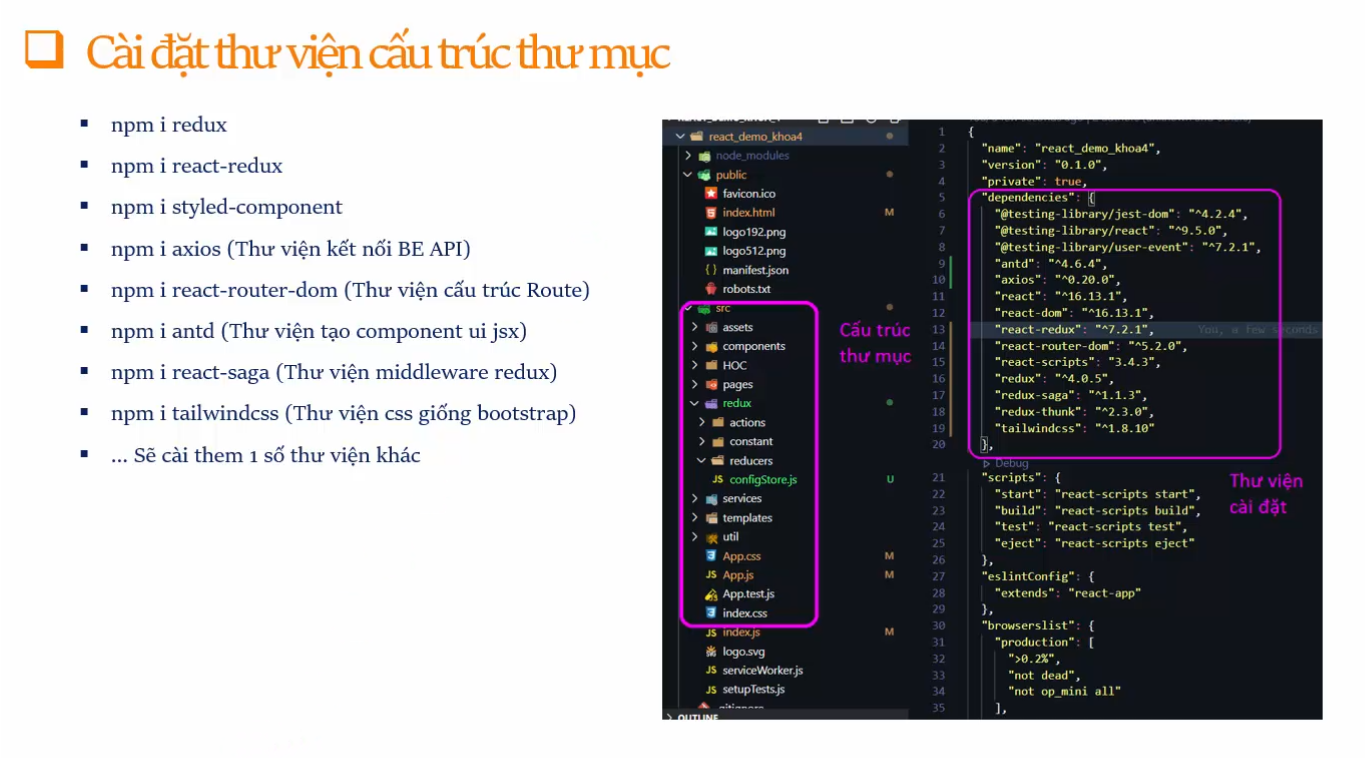 Cài đặt thư viện cấu trúc thư mục
npm i redux
npm i react-redux
npm i styled-component
npm i axios (Thư viện kết nối BE API)
npm i react-router-dom (Thư viện cấu trúc Route)
npm i antd (Thư viện tạo component ui jsx)
npm i react-saga (Thư viện middleware redux)
npm i tailwindcss (Thư viện css giống bootstrap)
... Sẽ cài them 1 số thư viện khác
react_demo_khoa4
node_modules
public
favicon.ico
index.html M
logo192.png
logo512.png
manifest.json
robots.txt
src
assets
components
HOC
pages
redux
actions
constant
reducers
configStore.js U
services
templates
util
App.css M
App.js M
App.test.js
index.css
index.js M
logo.svg
serviceWorker.js
setupTests.js
.gitignore
OUTLINE
Cấu trúc
thư mục
1 {
2 "name": "react_demo_khoa4",
3 "version": "0.1.0",
4 "private": true,
5 "dependencies": {
6 "@testing-library/jest-dom": "^4.2.4",
7 "@testing-library/react": "^9.5.0",
8 "@testing-library/user-event": "^7.2.1",
9 "antd": "^4.6.4",
10 "axios": "^0.20.0",
11 "react": "^16.13.1",
12 "react-dom": "^16.13.1",
13 "react-redux": "^7.2.1", You, a few seconds
14 "react-router-dom": "^5.2.0",
15 "react-scripts": "3.4.3",
16 "redux": "^4.0.5",
17 "redux-saga": "^1.1.3",
18 "redux-thunk": "^2.3.0",
19 "tailwindcss": "^1.8.10"
20 },
Debug
21 "scripts": {
22 "start": "react-scripts start",
23 "build": "react-scripts build",
24 "test": "react-scripts test",
25 "eject": "react-scripts eject"
26 },
27 "eslintConfig": {
28 "extends": "react-app"
29 },
30 "browserslist": {
31 "production": [
32 ">0.2%",
33 "not dead",
34 "not op_mini all"
35 ],
Thư viện
cài đặt